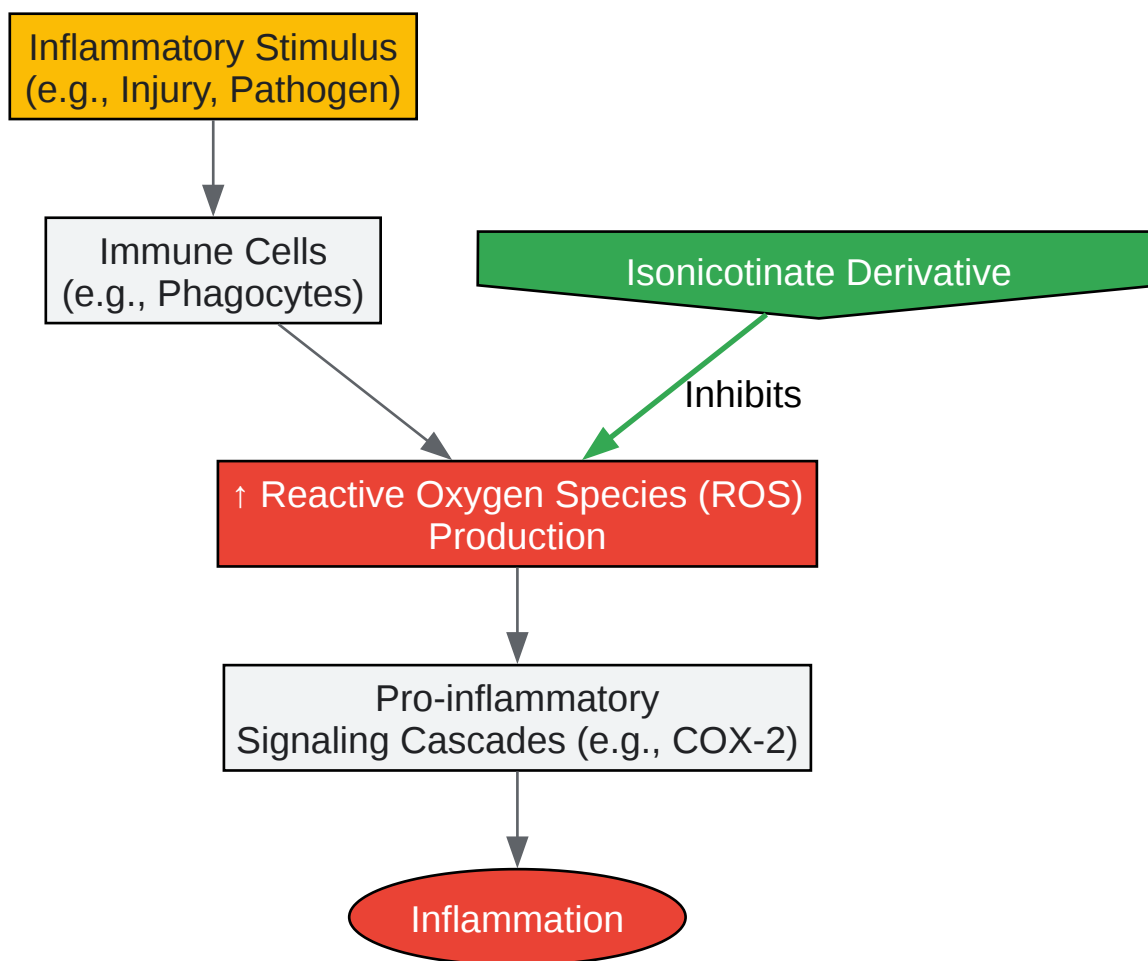 Inflammatory Stimulus
(e.g., Injury, Pathogen)
Immune Cells
(e.g., Phagocytes)
Isonicotinate Derivative
Inhibits
↑ Reactive Oxygen Species (ROS)
Production
Pro-inflammatory
Signaling Cascades (e.g., COX-2)
Inflammation